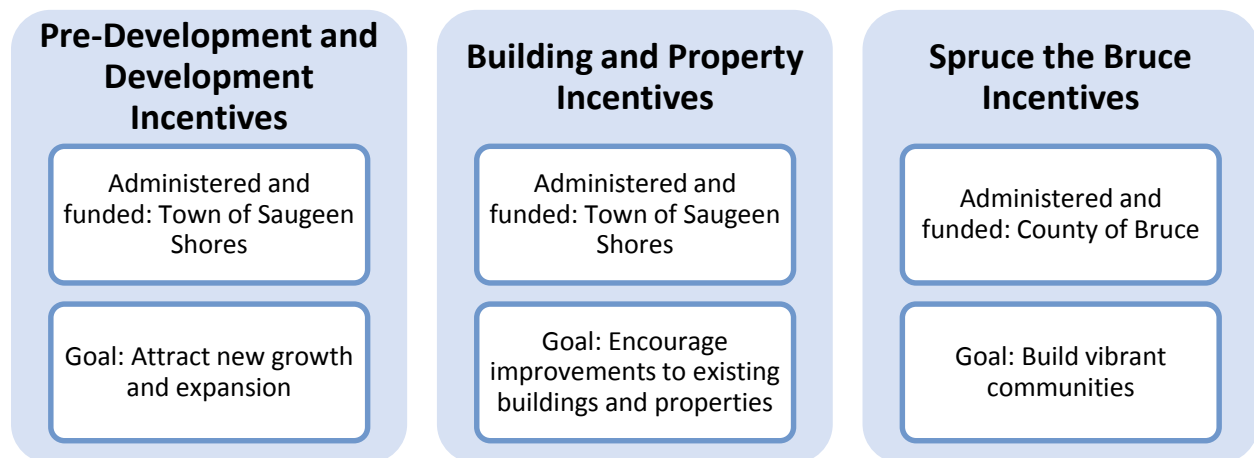 Pre-Development and
Development
Incentives
Administered and
funded: Town of Saugeen
Shores
Goal: Attract new growth
and expansion
Building and Property
Incentives
Administered and
funded: Town of Saugeen
Shores
Goal: Encourage
improvements to existing
buildings and properties
Spruce the Bruce
Incentives
Administered and
funded: County of Bruce
Goal: Build vibrant
communities